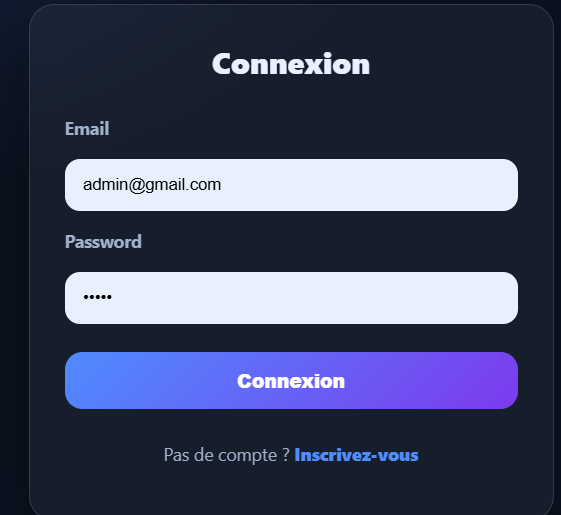 Connexion
Email
admin@gmail.com
Password
•••••
Connexion
Pas de compte ? Inscrivez-vous